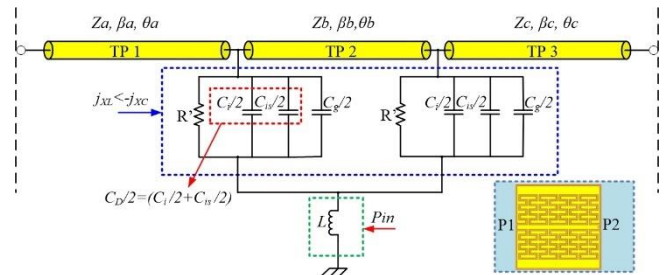 Za, βa, θa Zb, βb,θb Zc, βc, θc
TP 1 TP 2 TP 3
jXL<-jXC
R' Ci/2 Cis/2 Cg/2 R' Ci/2 Cis/2 Cg/2
CD/2=(Ci/2+Cis/2)
L Pin
P1 P2